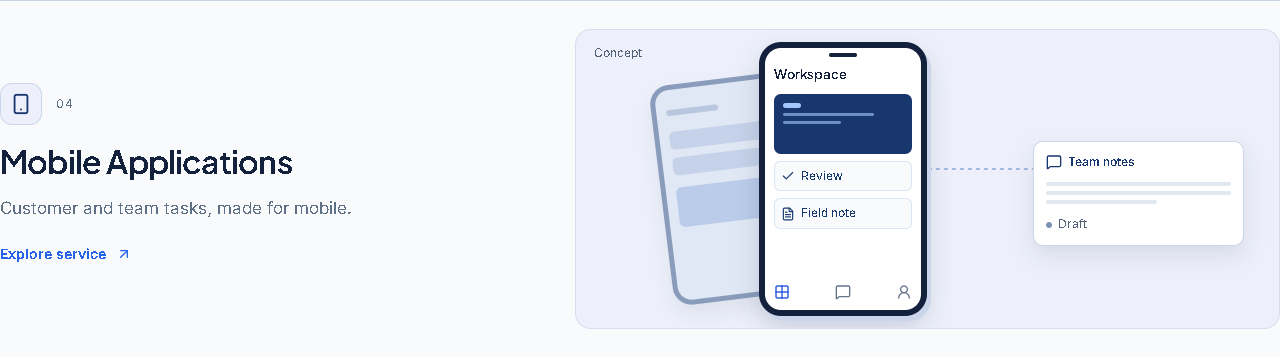 04
Mobile Applications
Customer and team tasks, made for mobile.
Explore service
Concept
Workspace
Review
Field note
Team notes
Draft